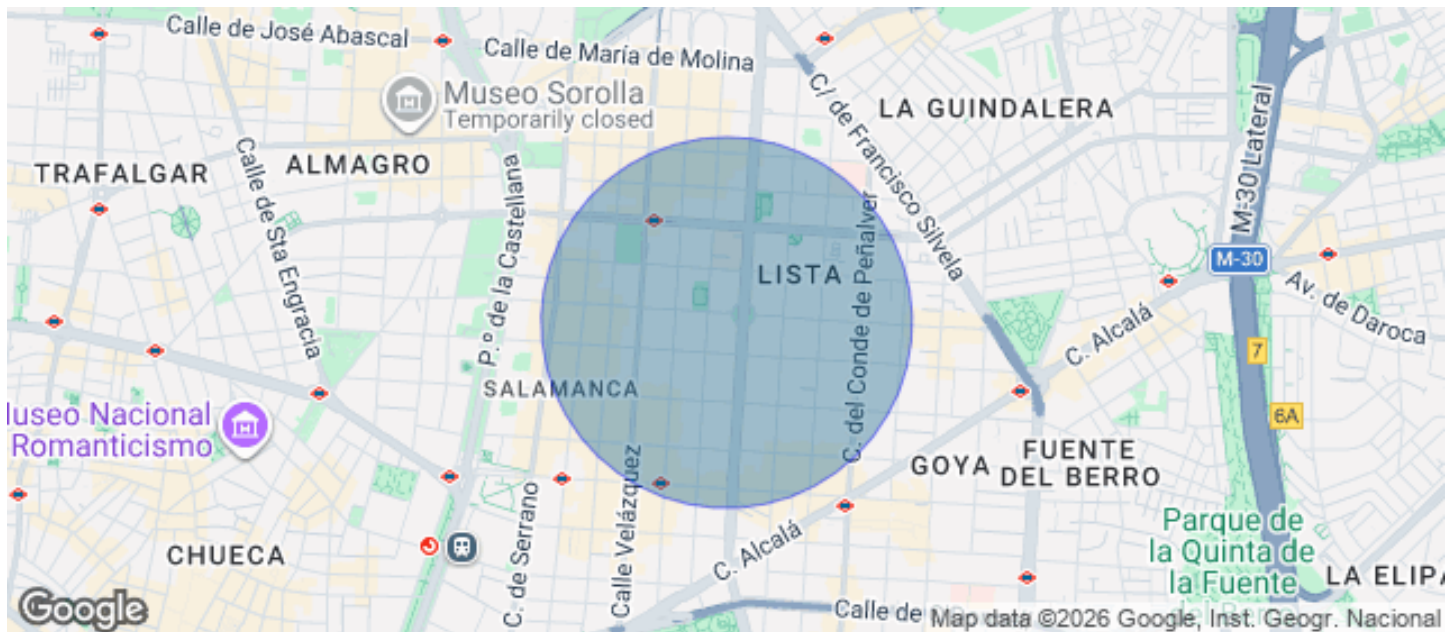 Calle de José Abascal
Calle de María de Molina
Museo Sorolla
Temporarily closed
C/ de Francisco Silvela
LA GUINDALERA
M-30 Lateral
TRAFALGAR
ALMAGRO
Calle de Sta Engracia
P.º de la Castellana
LISTA
C. del Conde de Peñalver
M-30
Av. de Daroca
C. Alcalá
7
SALAMANCA
6A
Museo Nacional
Romanticismo
GOYA
FUENTE
DEL BERRO
Calle Velázquez
C. de Serrano
CHUECA
C. Alcalá
Parque de
la Quinta de
la Fuente
LA ELIPA
Google
Calle de
Map data ©2026 Google, Inst. Geogr. Nacional